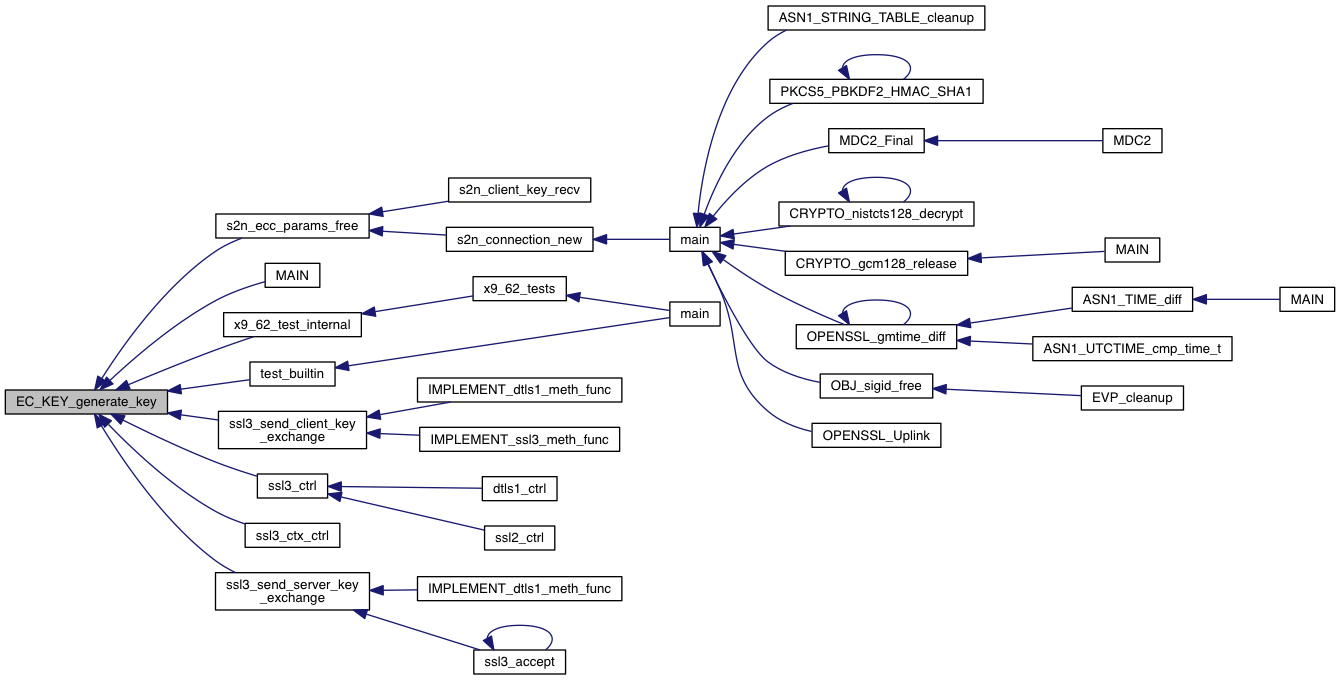 ASN1_STRING_TABLE_cleanup
PKCS5_PBKDF2_HMAC_SHA1
MDC2_Final
MDC2
s2n_client_key_recv
CRYPTO_nistcts128_decrypt
s2n_ecc_params_free
s2n_connection_new
main
MAIN
CRYPTO_gcm128_release
MAIN
x9_62_tests
ASN1_TIME_diff
MAIN
main
x9_62_test_internal
OPENSSL_gmtime_diff
ASN1_UTCTIME_cmp_time_t
test_builtin
OBJ_sigid_free
IMPLEMENT_dtls1_meth_func
EVP_cleanup
EC_KEY_generate_key
ssl3_send_client_key
_exchange
IMPLEMENT_ssl3_meth_func
OPENSSL_Uplink
ssl3_ctrl
dtls1_ctrl
ssl3_ctx_ctrl
ssl2_ctrl
ssl3_send_server_key
_exchange
IMPLEMENT_dtls1_meth_func
ssl3_accept